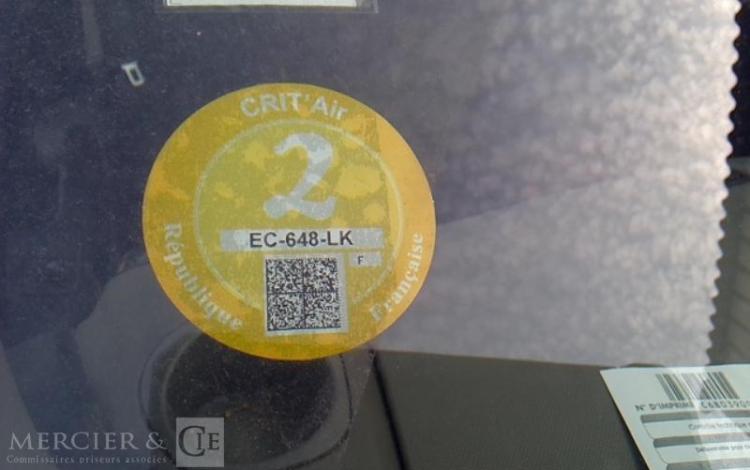 CRIT'Air
2
EC-648-LK
F
République
Française
N° D'IMPRIMÉ
MERCIER & CIE
Commissaires priseurs associés